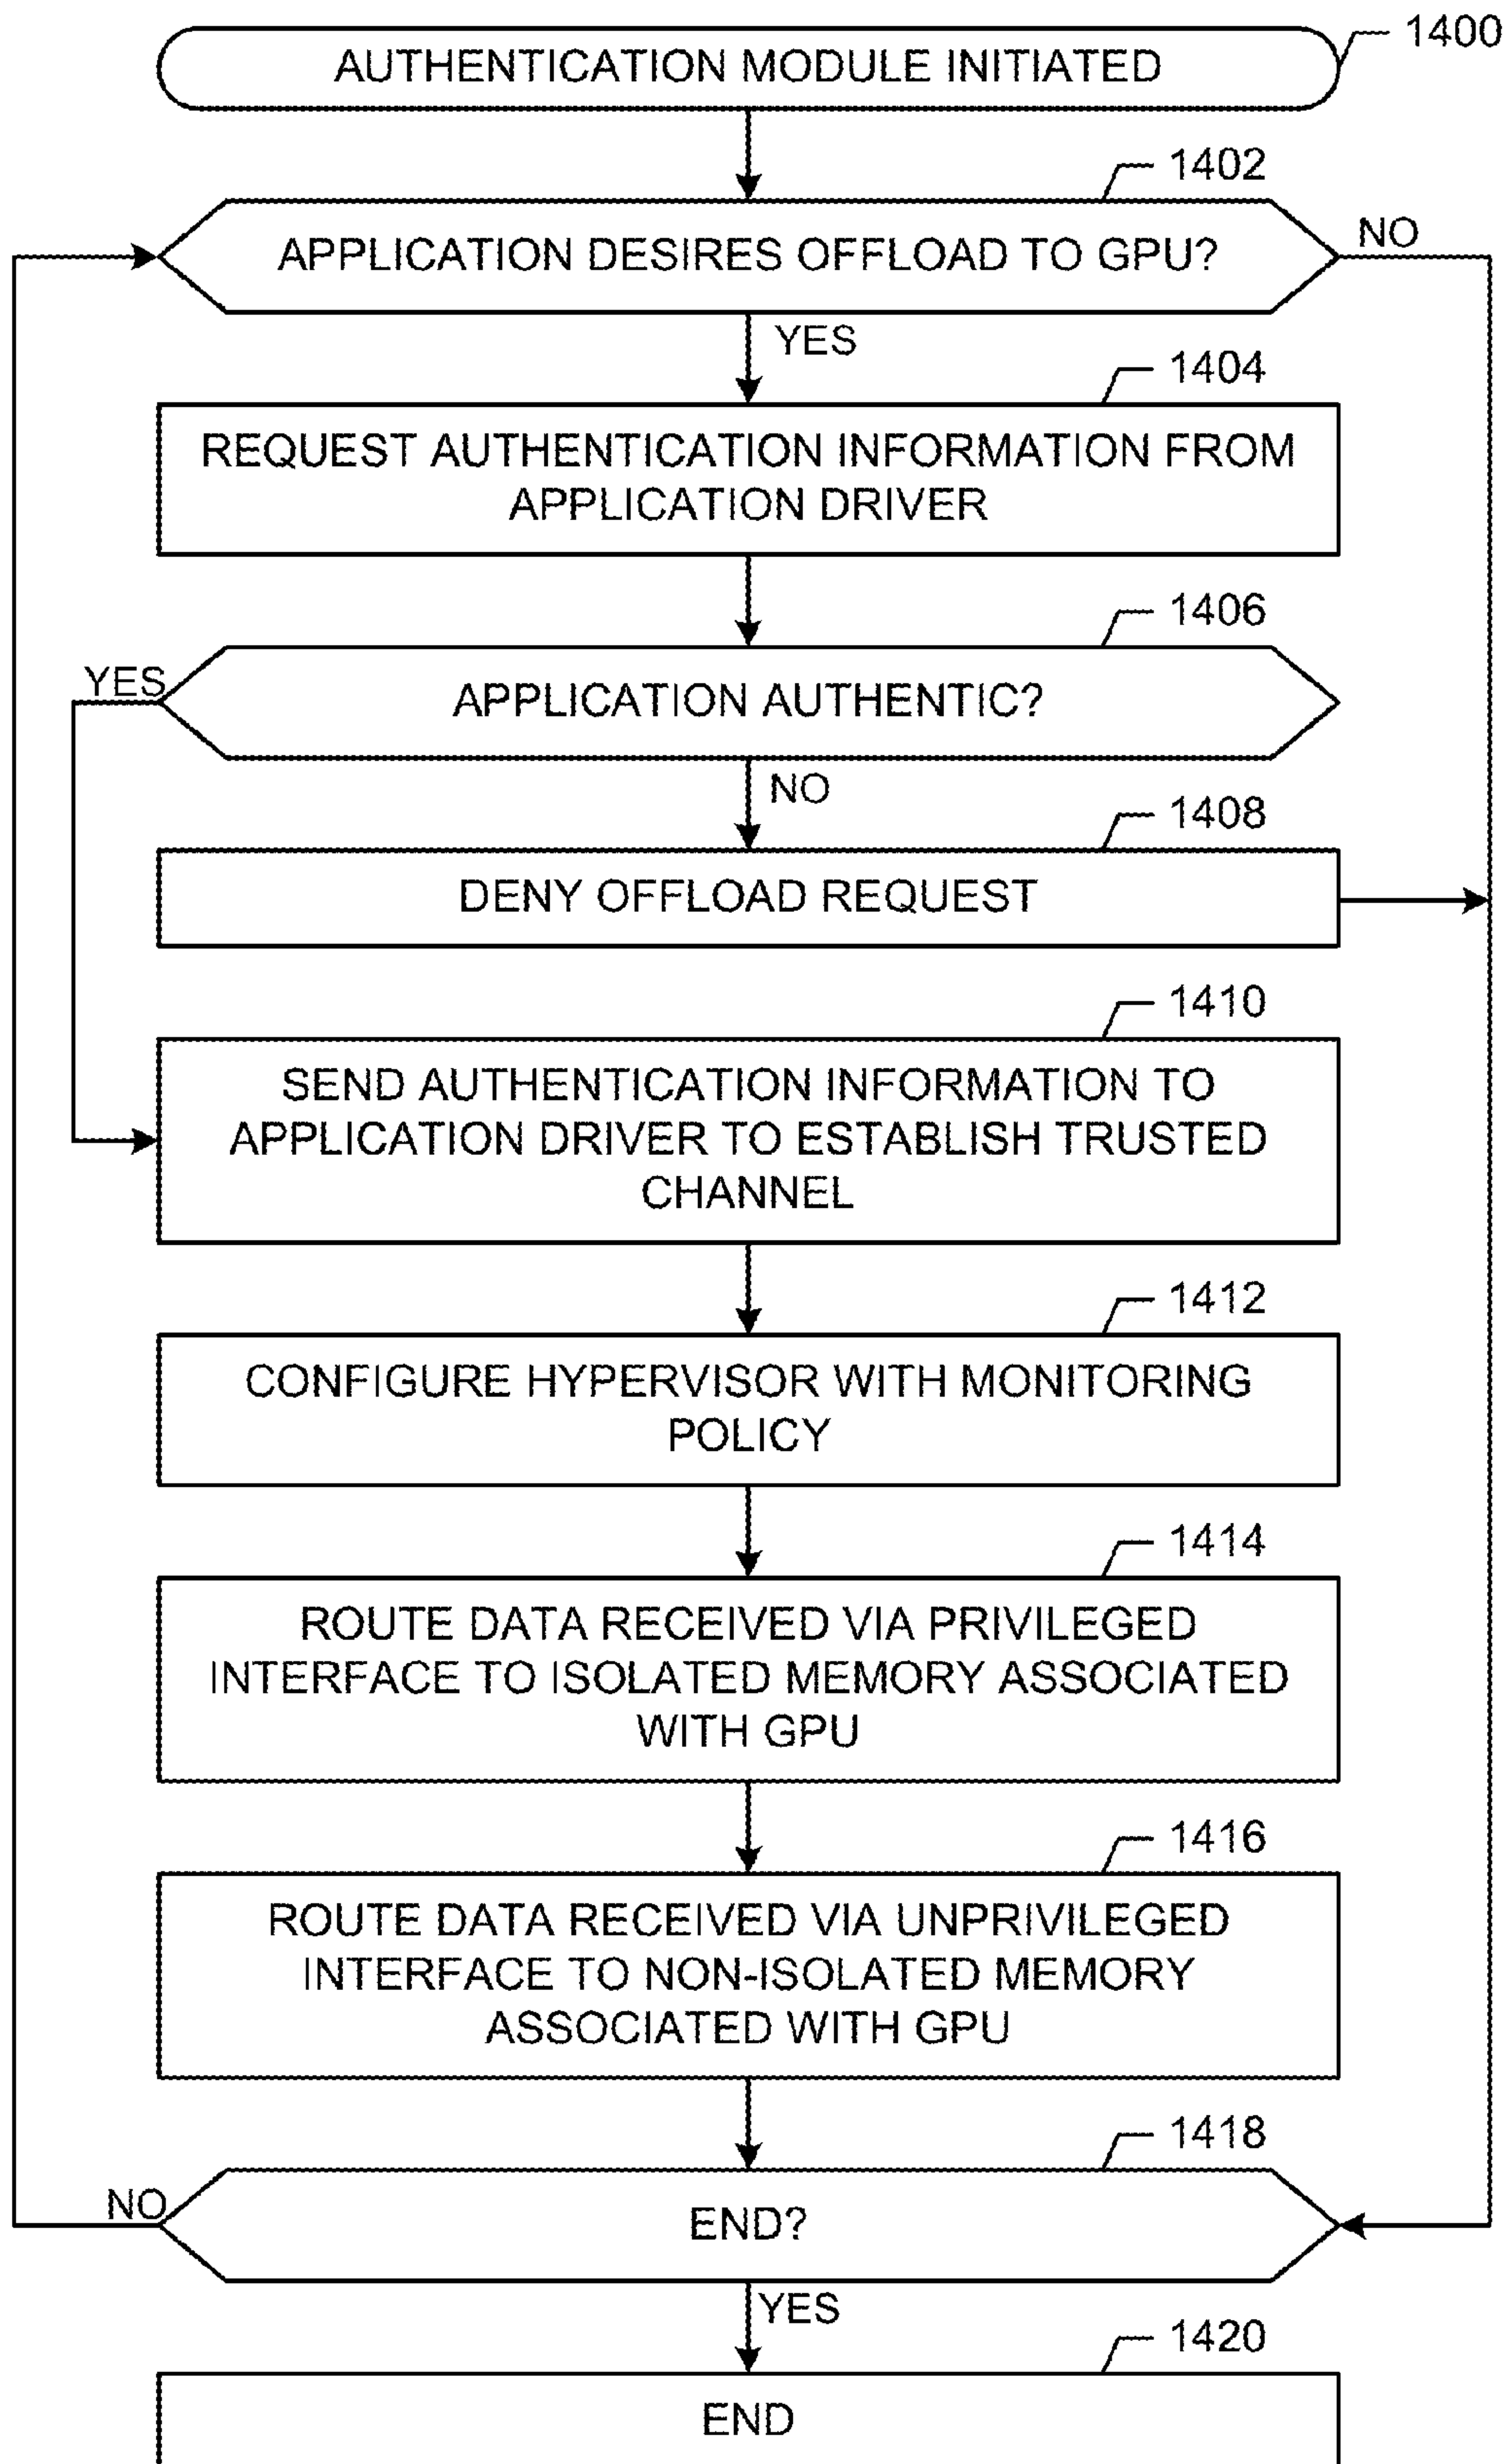 1400
AUTHENTICATION MODULE INITIATED
1402
APPLICATION DESIRES OFFLOAD TO GPU?
NO
YES
1404
REQUEST AUTHENTICATION INFORMATION FROM
APPLICATION DRIVER
1406
YES
APPLICATION AUTHENTIC?
NO
1408
DENY OFFLOAD REQUEST
1410
SEND AUTHENTICATION INFORMATION TO
APPLICATION DRIVER TO ESTABLISH TRUSTED
CHANNEL
1412
CONFIGURE HYPERVISOR WITH MONITORING
POLICY
1414
ROUTE DATA RECEIVED VIA PRIVILEGED
INTERFACE TO ISOLATED MEMORY ASSOCIATED
WITH GPU
1416
ROUTE DATA RECEIVED VIA UNPRIVILEGED
INTERFACE TO NON-ISOLATED MEMORY
ASSOCIATED WITH GPU
1418
NO
END?
YES
1420
END